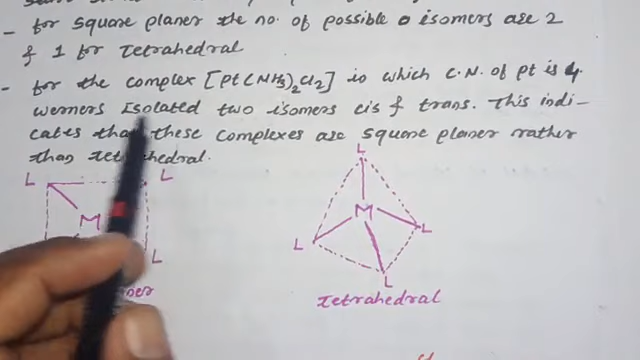 - for square planer the no. of possible isomers are 2
& 1 for Tetrahedral
- for the complex [pt(NH3)2Cl2] in which C.N. of pt is 4.
werners isolated two isomers cis & trans. This indi-
cates that these complexes are square planer rather
than tetrahedral.
L L L
M M
L L L
L
Tetrahedral